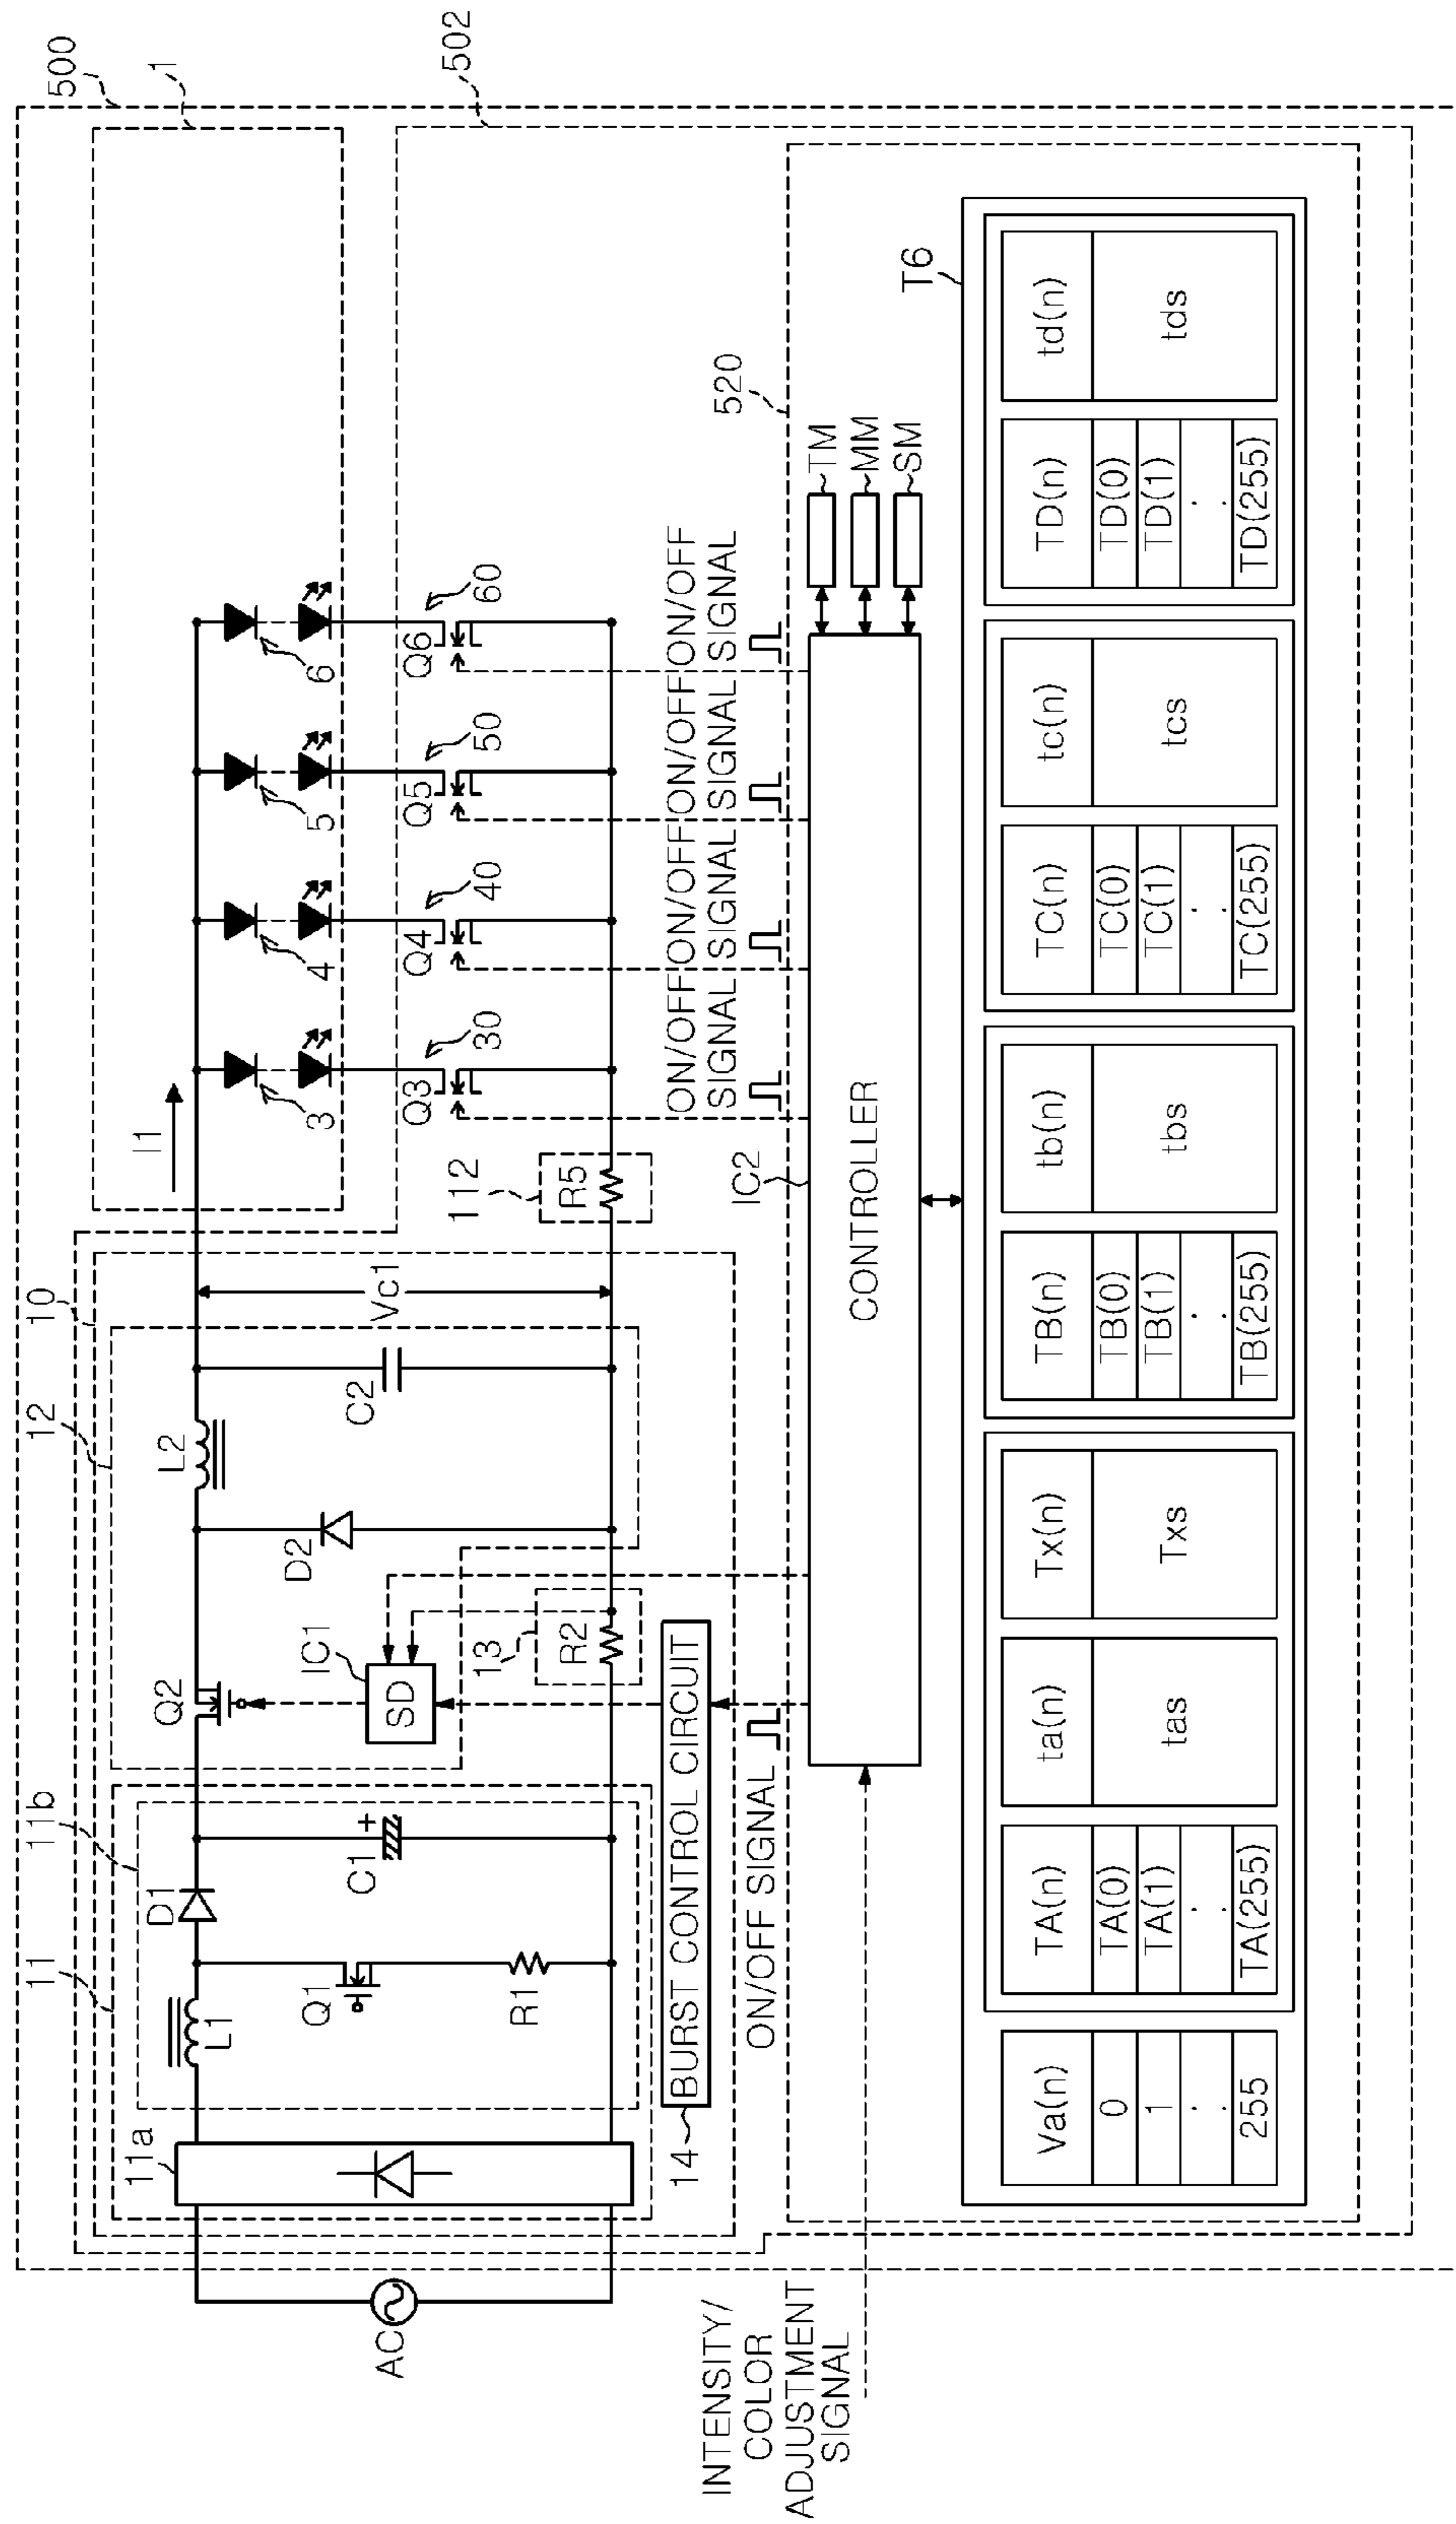 500
1
502
10
12
11
11b
11a
I1
L1
D1
Q1
R1
C1
+
Q2
IC1
SD
13
R2
D2
L2
C2
Vc1
112
R5
3
4
5
6
Q3
30
Q4
40
Q5
50
Q6
60
AC
14
BURST CONTROL CIRCUIT
ON/OFF SIGNAL
ON/OFF
SIGNAL
ON/OFF
SIGNAL
ON/OFF
SIGNAL
ON/OFF
SIGNAL
520
IC2
CONTROLLER
TM
MM
SM
INTENSITY/
COLOR
ADJUSTMENT
SIGNAL
T6
Va(n)
0
1
:
255
TA(n)
TA(0)
TA(1)
:
TA(255)
ta(n)
tas
Tx(n)
Txs
TB(n)
TB(0)
TB(1)
:
TB(255)
tb(n)
tbs
TC(n)
TC(0)
TC(1)
:
TC(255)
tc(n)
tcs
TD(n)
TD(0)
TD(1)
:
TD(255)
td(n)
tds